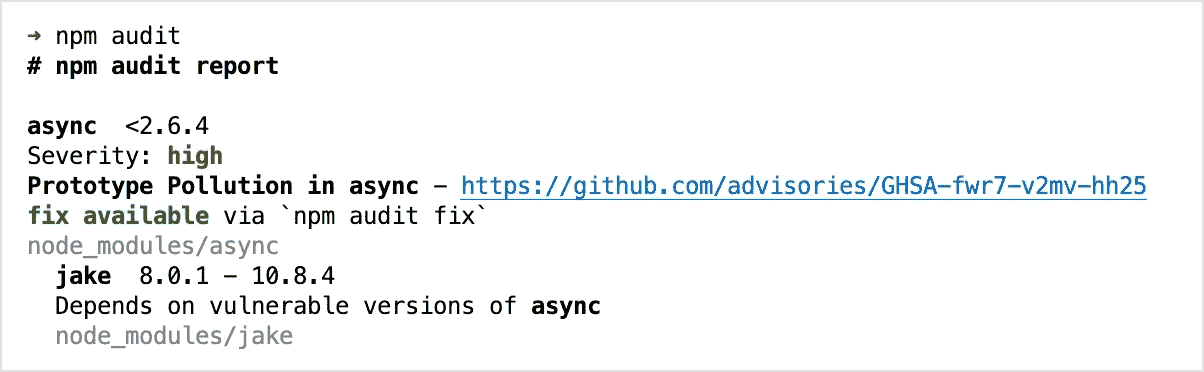 ➜ npm audit
# npm audit report
async  <2.6.4
Severity: high
Prototype Pollution in async - https://github.com/advisories/GHSA-fwr7-v2mv-hh25
fix available via `npm audit fix`
node_modules/async
  jake  8.0.1 - 10.8.4
  Depends on vulnerable versions of async
  node_modules/jake